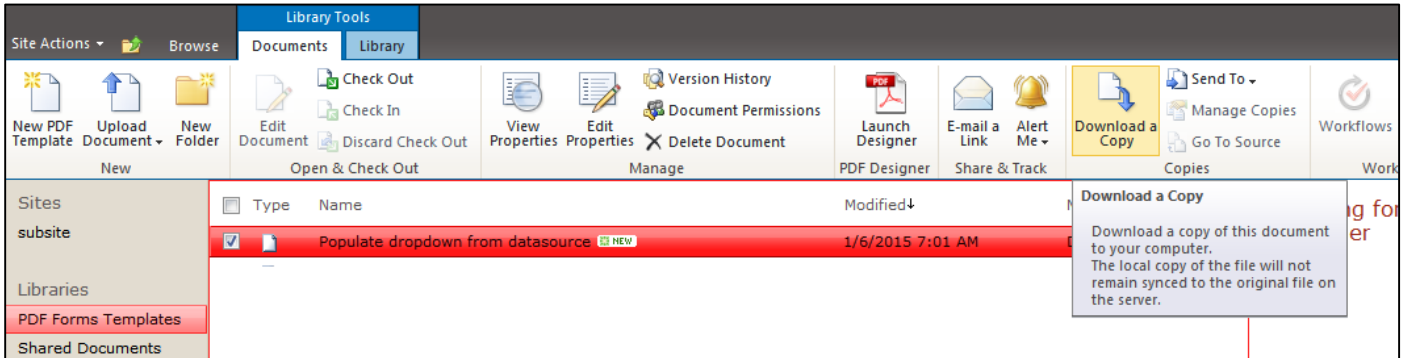 Library Tools
Site Actions Browse Documents Library
New PDF Template
Upload Document
New Folder
New
Edit Document
Check Out
Check In
Discard Check Out
Open & Check Out
View Properties
Edit Properties
Version History
Document Permissions
Delete Document
Manage
PDF
Launch Designer
PDF Designer
E-mail a Link
Alert Me
Share & Track
Download a Copy
Send To
Manage Copies
Go To Source
Copies
Workflows
Work
Sites
subsite
Libraries
PDF Forms Templates
Shared Documents
Type Name Modified
Populate dropdown from datasource NEW 1/6/2015 7:01 AM
Download a Copy
Download a copy of this document
to your computer.
The local copy of the file will not
remain synced to the original file on
the server.